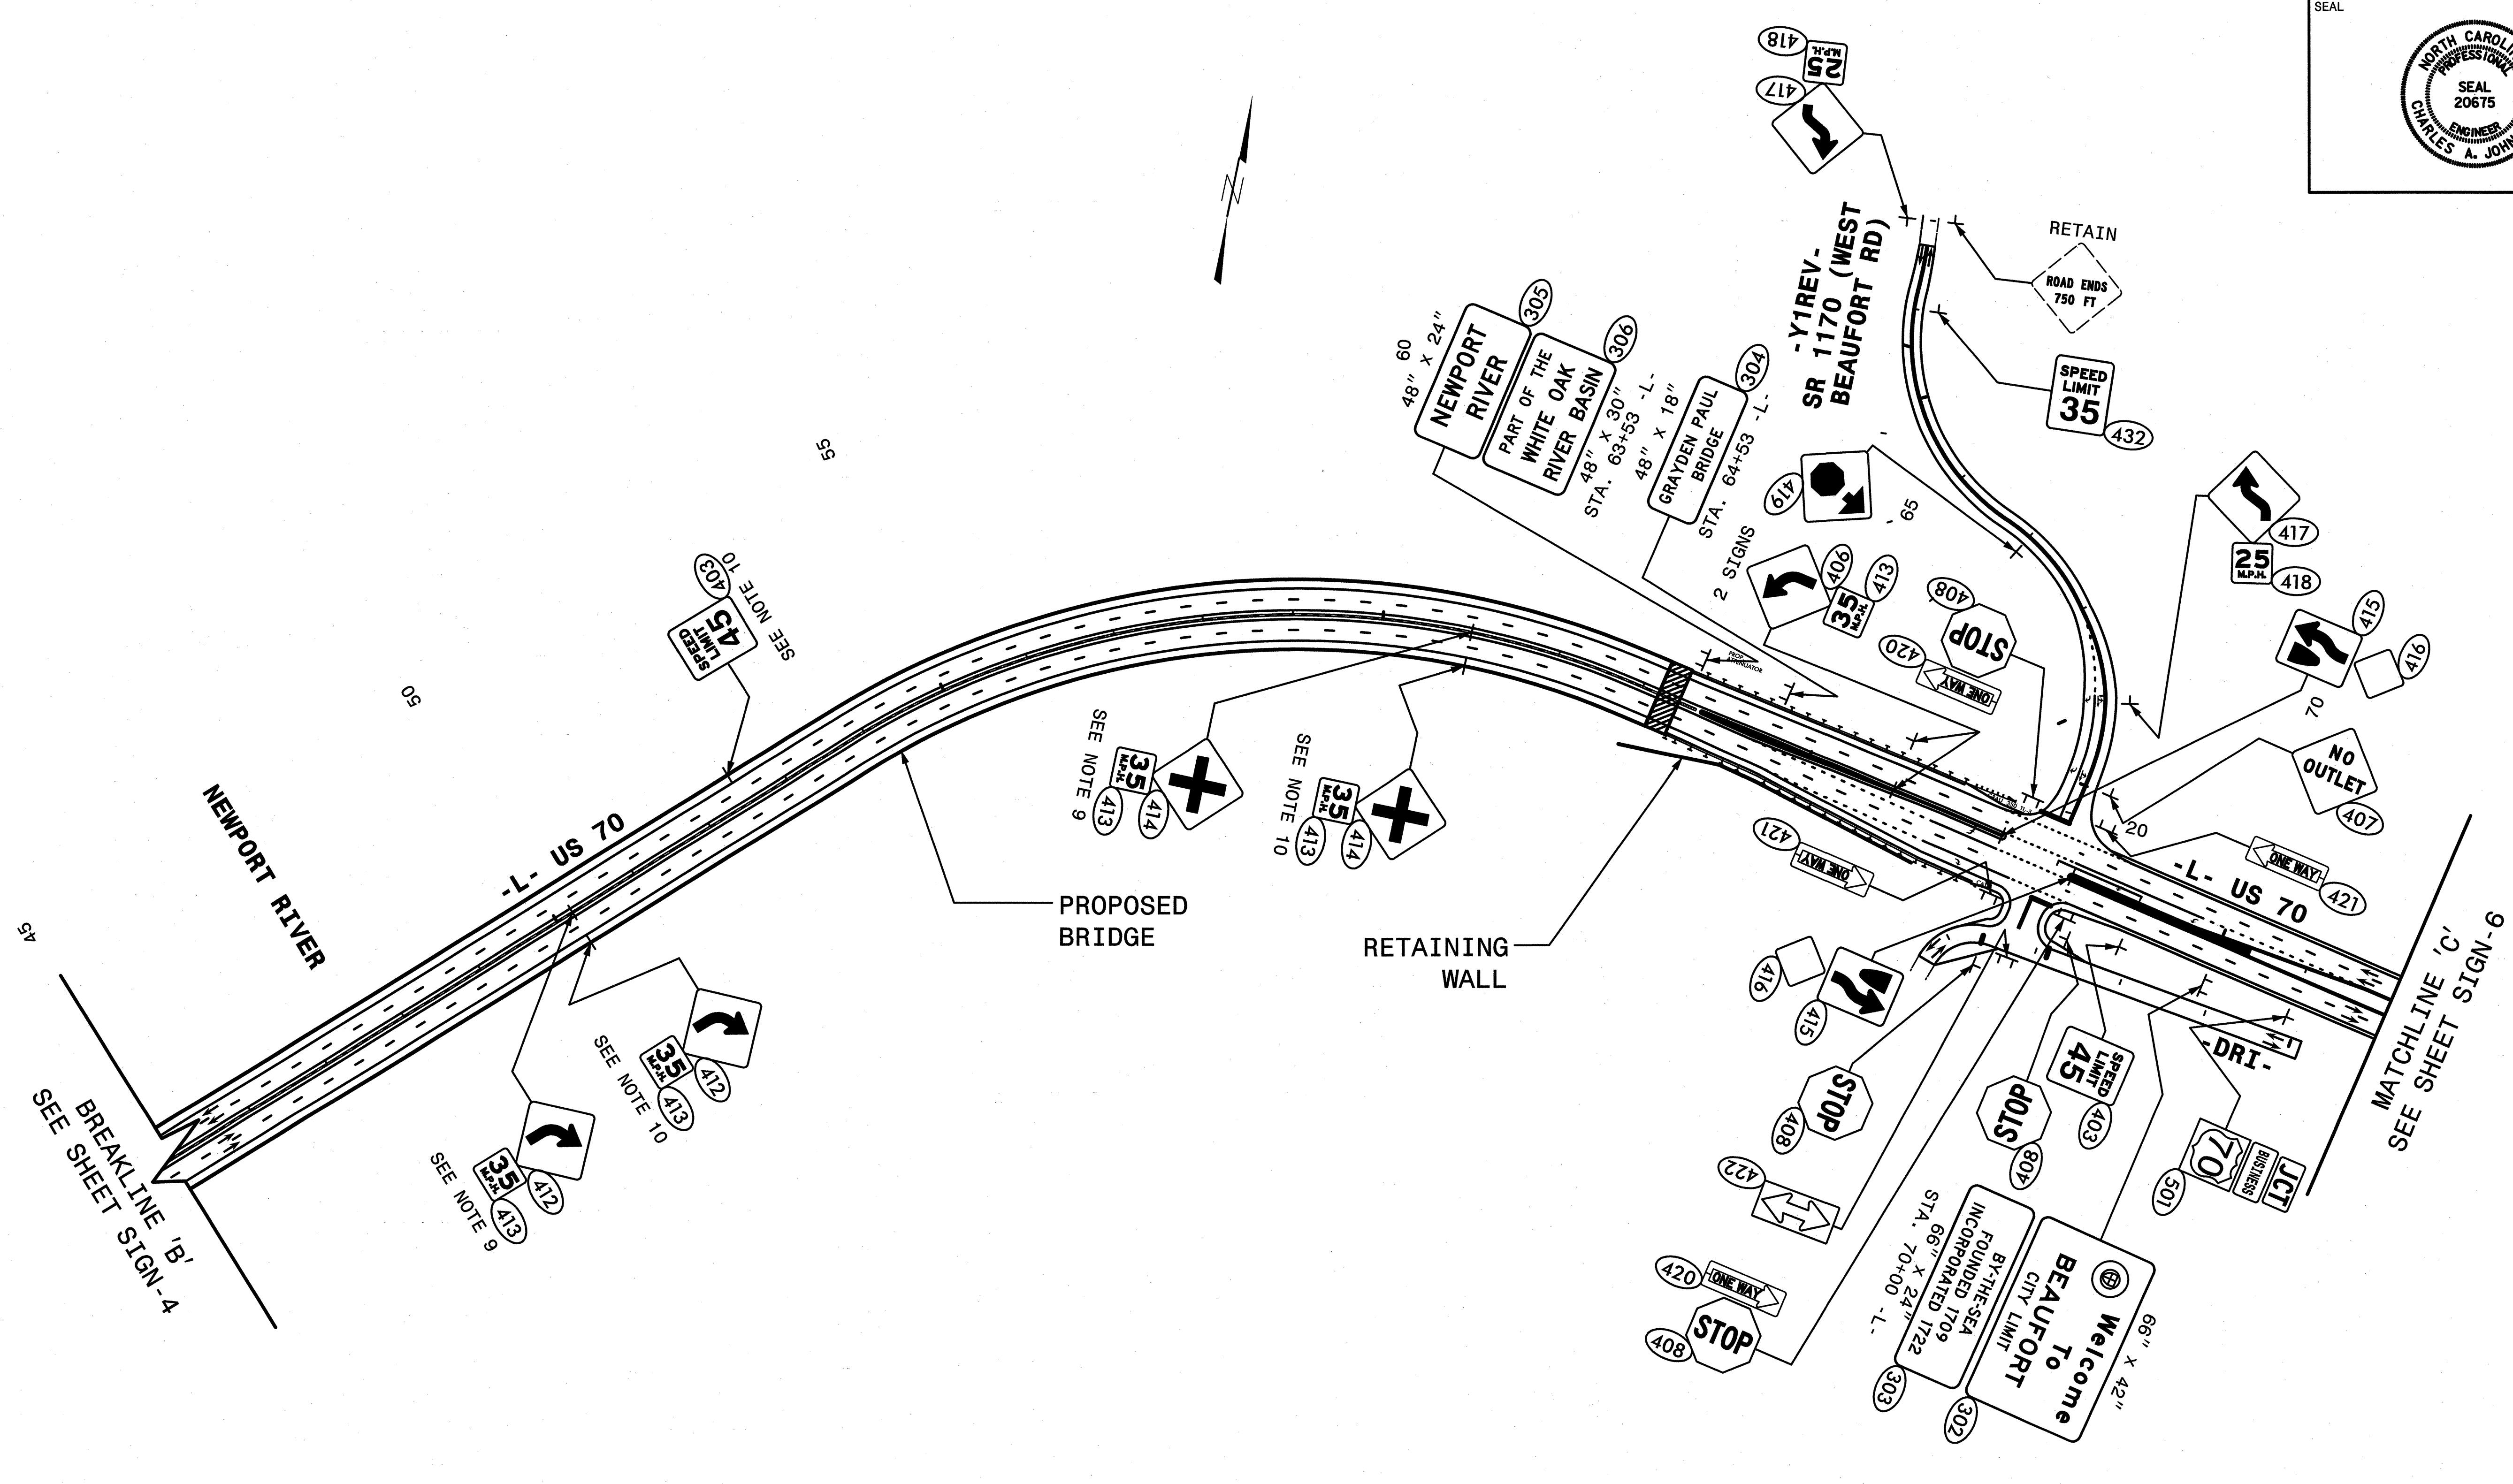 SEAL
NORTH CAROLIN
PROFESSIONAL
SEAL
20675
ENGINEER
CHARLES A. JOHN
418
25
M.P.H.
417
RETAIN
ROAD ENDS
750 FT
-Y1REV-
SR 1170 (WEST
BEAUFORT RD)
SPEED
LIMIT
35
432
60
48" X 24"
NEWPORT
RIVER
305
PART OF THE
WHITE OAK
RIVER BASIN
306
48" X 30"
STA. 63+53 -L-
48" X 18"
GRAYDEN PAUL
BRIDGE
304
STA. 64+53 -L-
419
65
2 SIGNS
406
35
M.P.H.
413
408
STOP
420
ONE WAY
417
25
M.P.H.
418
415
416
70
NO
OUTLET
407
20
ONE WAY
421
-L- US 70
55
50
45
403
SPEED
LIMIT
45
SEE NOTE 10
PROP.
ATTENUATOR
NEWPORT RIVER
-L- US 70
PROPOSED
BRIDGE
35
M.P.H.
413
414
SEE NOTE 9
35
M.P.H.
413
414
SEE NOTE 10
RETAINING
WALL
421
ONE WAY
416
415
35
M.P.H.
412
413
SEE NOTE 10
35
M.P.H.
412
413
SEE NOTE 9
BREAKLINE 'B'
SEE SHEET SIGN-4
STOP
408
422
420
ONE WAY
STOP
408
STOP
408
SPEED
LIMIT
45
403
-DRI-
JCT
BUSINESS
70
501
66" X 42"
Welcome
To
BEAUFORT
CITY LIMIT
302
BY-THE-SEA
FOUNDED 1709
INCORPORATED 1722
303
66" X 24"
STA. 70+00 -L-
MATCHLINE 'C'
SEE SHEET SIGN-6